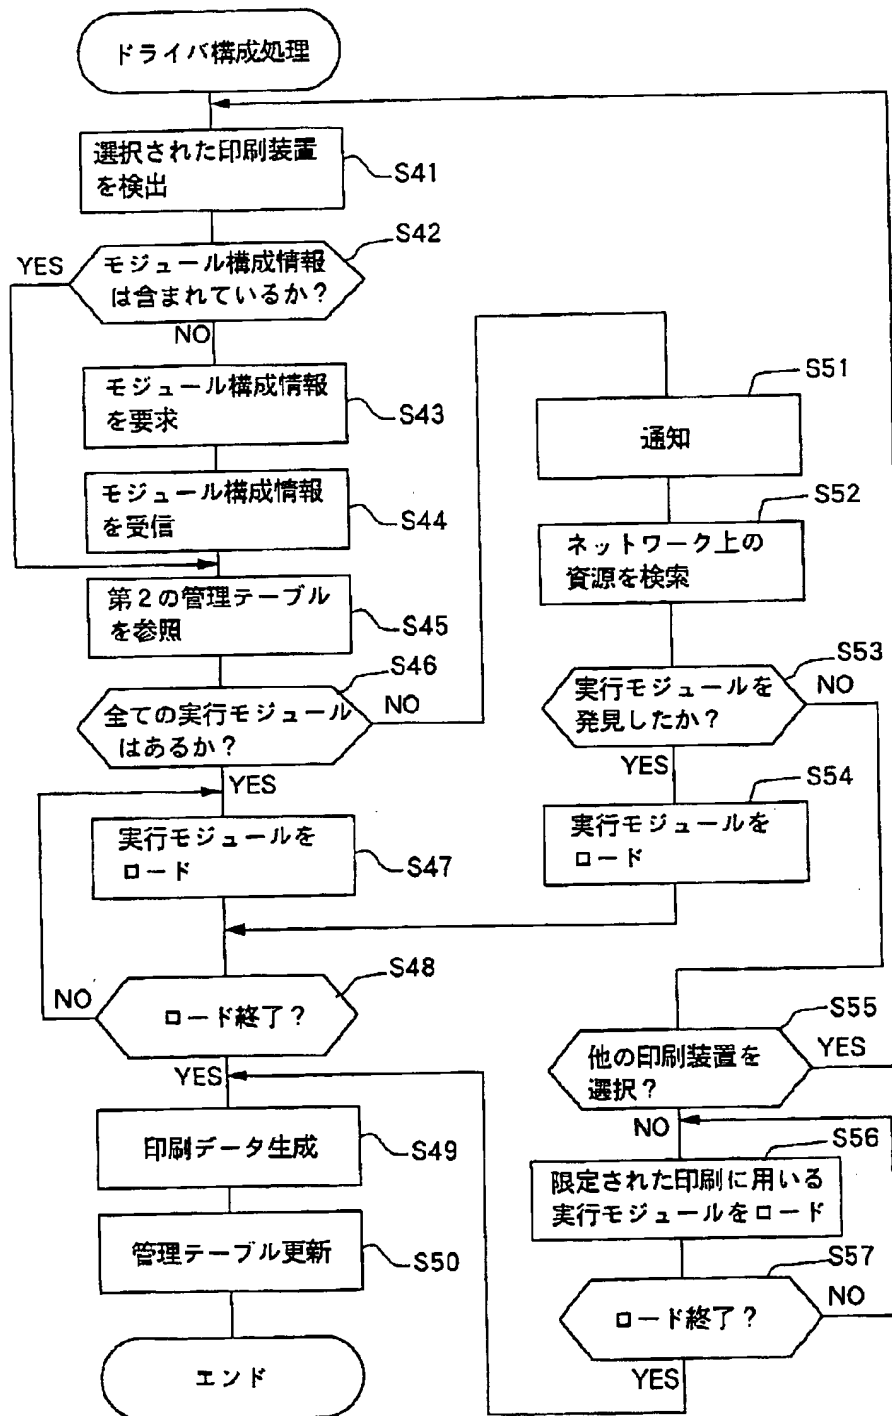 ドライバ構成処理
選択された印刷装置
を検出
S41
S42
YES
モジュール構成情報
は含まれているか?
NO
モジュール構成情報
を要求
S43
モジュール構成情報
を受信
S44
第2の管理テーブル
を参照
S45
S46
全ての実行モジュール
はあるか?
NO
YES
実行モジュールを
ロード
S47
S48
NO
ロード終了?
YES
印刷データ生成
S49
管理テーブル更新
S50
エンド
S51
通知
S52
ネットワーク上の
資源を検索
S53
実行モジュールを
発見したか?
NO
YES
S54
実行モジュールを
ロード
S55
他の印刷装置を
選択?
YES
NO
S56
限定された印刷に用いる
実行モジュールをロード
S57
ロード終了?
NO
YES